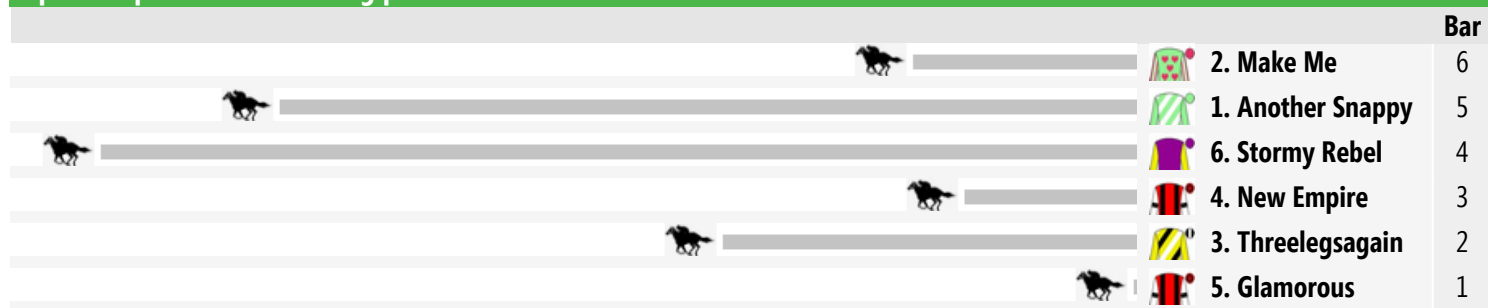 Bar
2. Make Me 6
1. Another Snappy 5
6. Stormy Rebel 4
4. New Empire 3
3. Threelegsagain 2
5. Glamorous 1